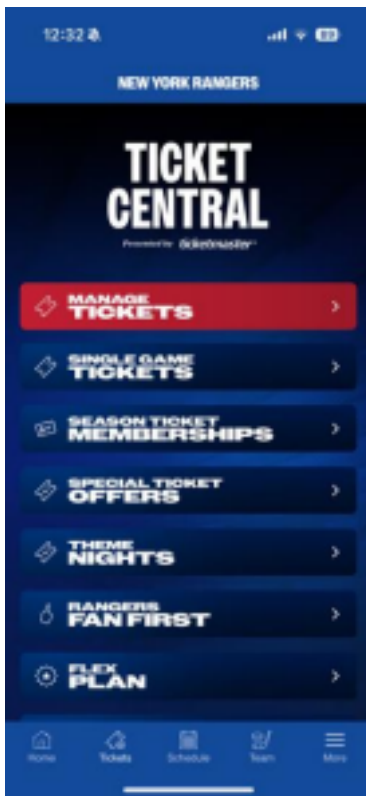 12:32
NEW YORK RANGERS
TICKET
CENTRAL
Presented by ticketmaster
MANAGE
TICKETS
SINGLE GAME
TICKETS
SEASON TICKET
MEMBERSHIPS
SPECIAL TICKET
OFFERS
THEME
NIGHTS
RANGERS
FAN FIRST
FLEX
PLAN
Home Tickets Schedule Team More